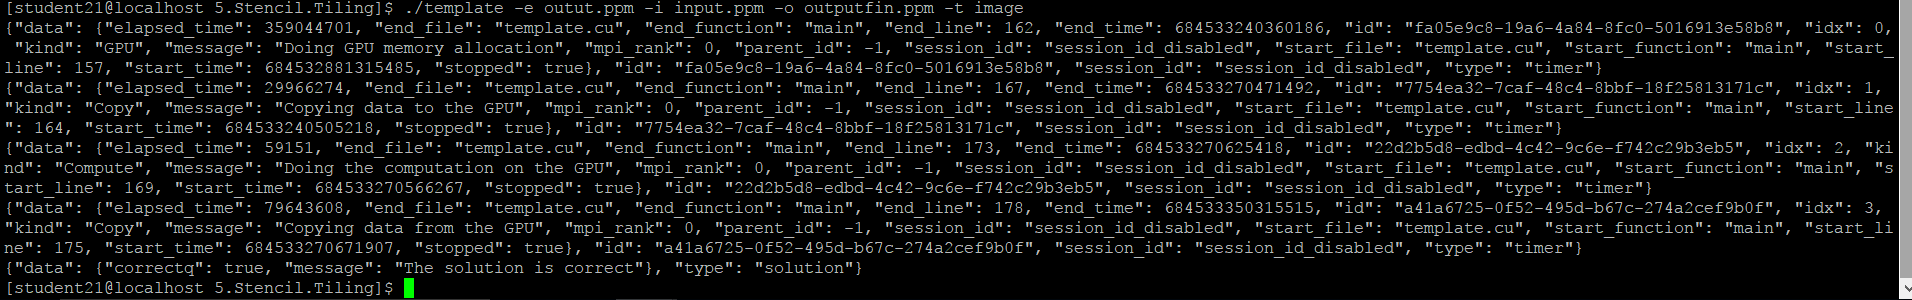 [student21@localhost 5.Stencil.Tiling]$ ./template -e outut.ppm -i input.ppm -o outputfin.ppm -t image
{"data": {"elapsed_time": 359044701, "end_file": "template.cu", "end_function": "main", "end_line": 162, "end_time": 684533240360186, "id": "fa05e9c8-19a6-4a84-8fc0-5016913e58b8", "idx": 0,
 "kind": "GPU", "message": "Doing GPU memory allocation", "mpi_rank": 0, "parent_id": -1, "session_id": "session_id_disabled", "start_file": "template.cu", "start_function": "main", "start_
line": 157, "start_time": 684532881315485, "stopped": true}, "id": "fa05e9c8-19a6-4a84-8fc0-5016913e58b8", "session_id": "session_id_disabled", "type": "timer"}
{"data": {"elapsed_time": 29966274, "end_file": "template.cu", "end_function": "main", "end_line": 167, "end_time": 684533270471492, "id": "7754ea32-7caf-48c4-8bbf-18f25813171c", "idx": 1,
"kind": "Copy", "message": "Copying data to the GPU", "mpi_rank": 0, "parent_id": -1, "session_id": "session_id_disabled", "start_file": "template.cu", "start_function": "main", "start_line
": 164, "start_time": 684533240505218, "stopped": true}, "id": "7754ea32-7caf-48c4-8bbf-18f25813171c", "session_id": "session_id_disabled", "type": "timer"}
{"data": {"elapsed_time": 59151, "end_file": "template.cu", "end_function": "main", "end_line": 173, "end_time": 684533270625418, "id": "22d2b5d8-edbd-4c42-9c6e-f742c29b3eb5", "idx": 2, "ki
nd": "Compute", "message": "Doing the computation on the GPU", "mpi_rank": 0, "parent_id": -1, "session_id": "session_id_disabled", "start_file": "template.cu", "start_function": "main", "s
tart_line": 169, "start_time": 684533270566267, "stopped": true}, "id": "22d2b5d8-edbd-4c42-9c6e-f742c29b3eb5", "session_id": "session_id_disabled", "type": "timer"}
{"data": {"elapsed_time": 79643608, "end_file": "template.cu", "end_function": "main", "end_line": 178, "end_time": 684533350315515, "id": "a41a6725-0f52-495d-b67c-274a2cef9b0f", "idx": 3,
"kind": "Copy", "message": "Copying data from the GPU", "mpi_rank": 0, "parent_id": -1, "session_id": "session_id_disabled", "start_file": "template.cu", "start_function": "main", "start_li
ne": 175, "start_time": 684533270671907, "stopped": true}, "id": "a41a6725-0f52-495d-b67c-274a2cef9b0f", "session_id": "session_id_disabled", "type": "timer"}
{"data": {"correctq": true, "message": "The solution is correct"}, "type": "solution"}
[student21@localhost 5.Stencil.Tiling]$